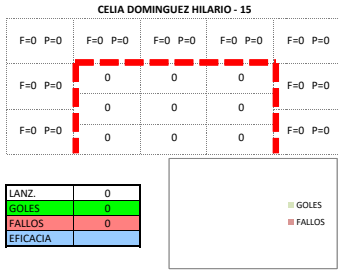 CELIA DOMINGUEZ HILARIO - 15
F=0 P=0 F=0 P=0 F=0 P=0 F=0 P=0 F=0 P=0
0 0 0
F=0 P=0 F=0 P=0
0 0 0
F=0 P=0 F=0 P=0
0 0 0
LANZ. 0
GOLES 0
FALLOS 0
EFICACIA
GOLES
FALLOS